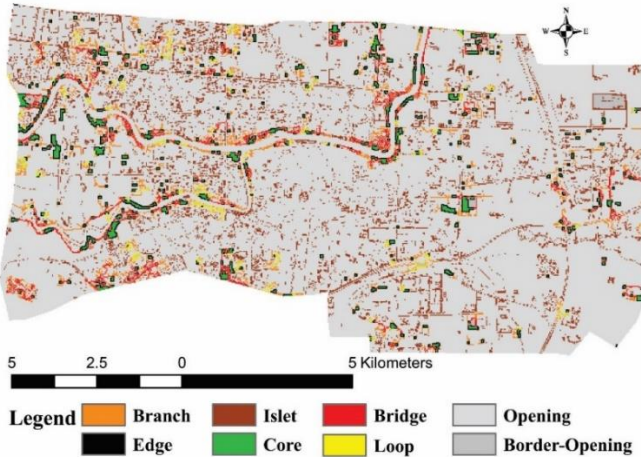 N
W E
S
5 2.5 0 5 Kilometers
Legend Branch Islet Bridge Opening
Edge Core Loop Border-Opening